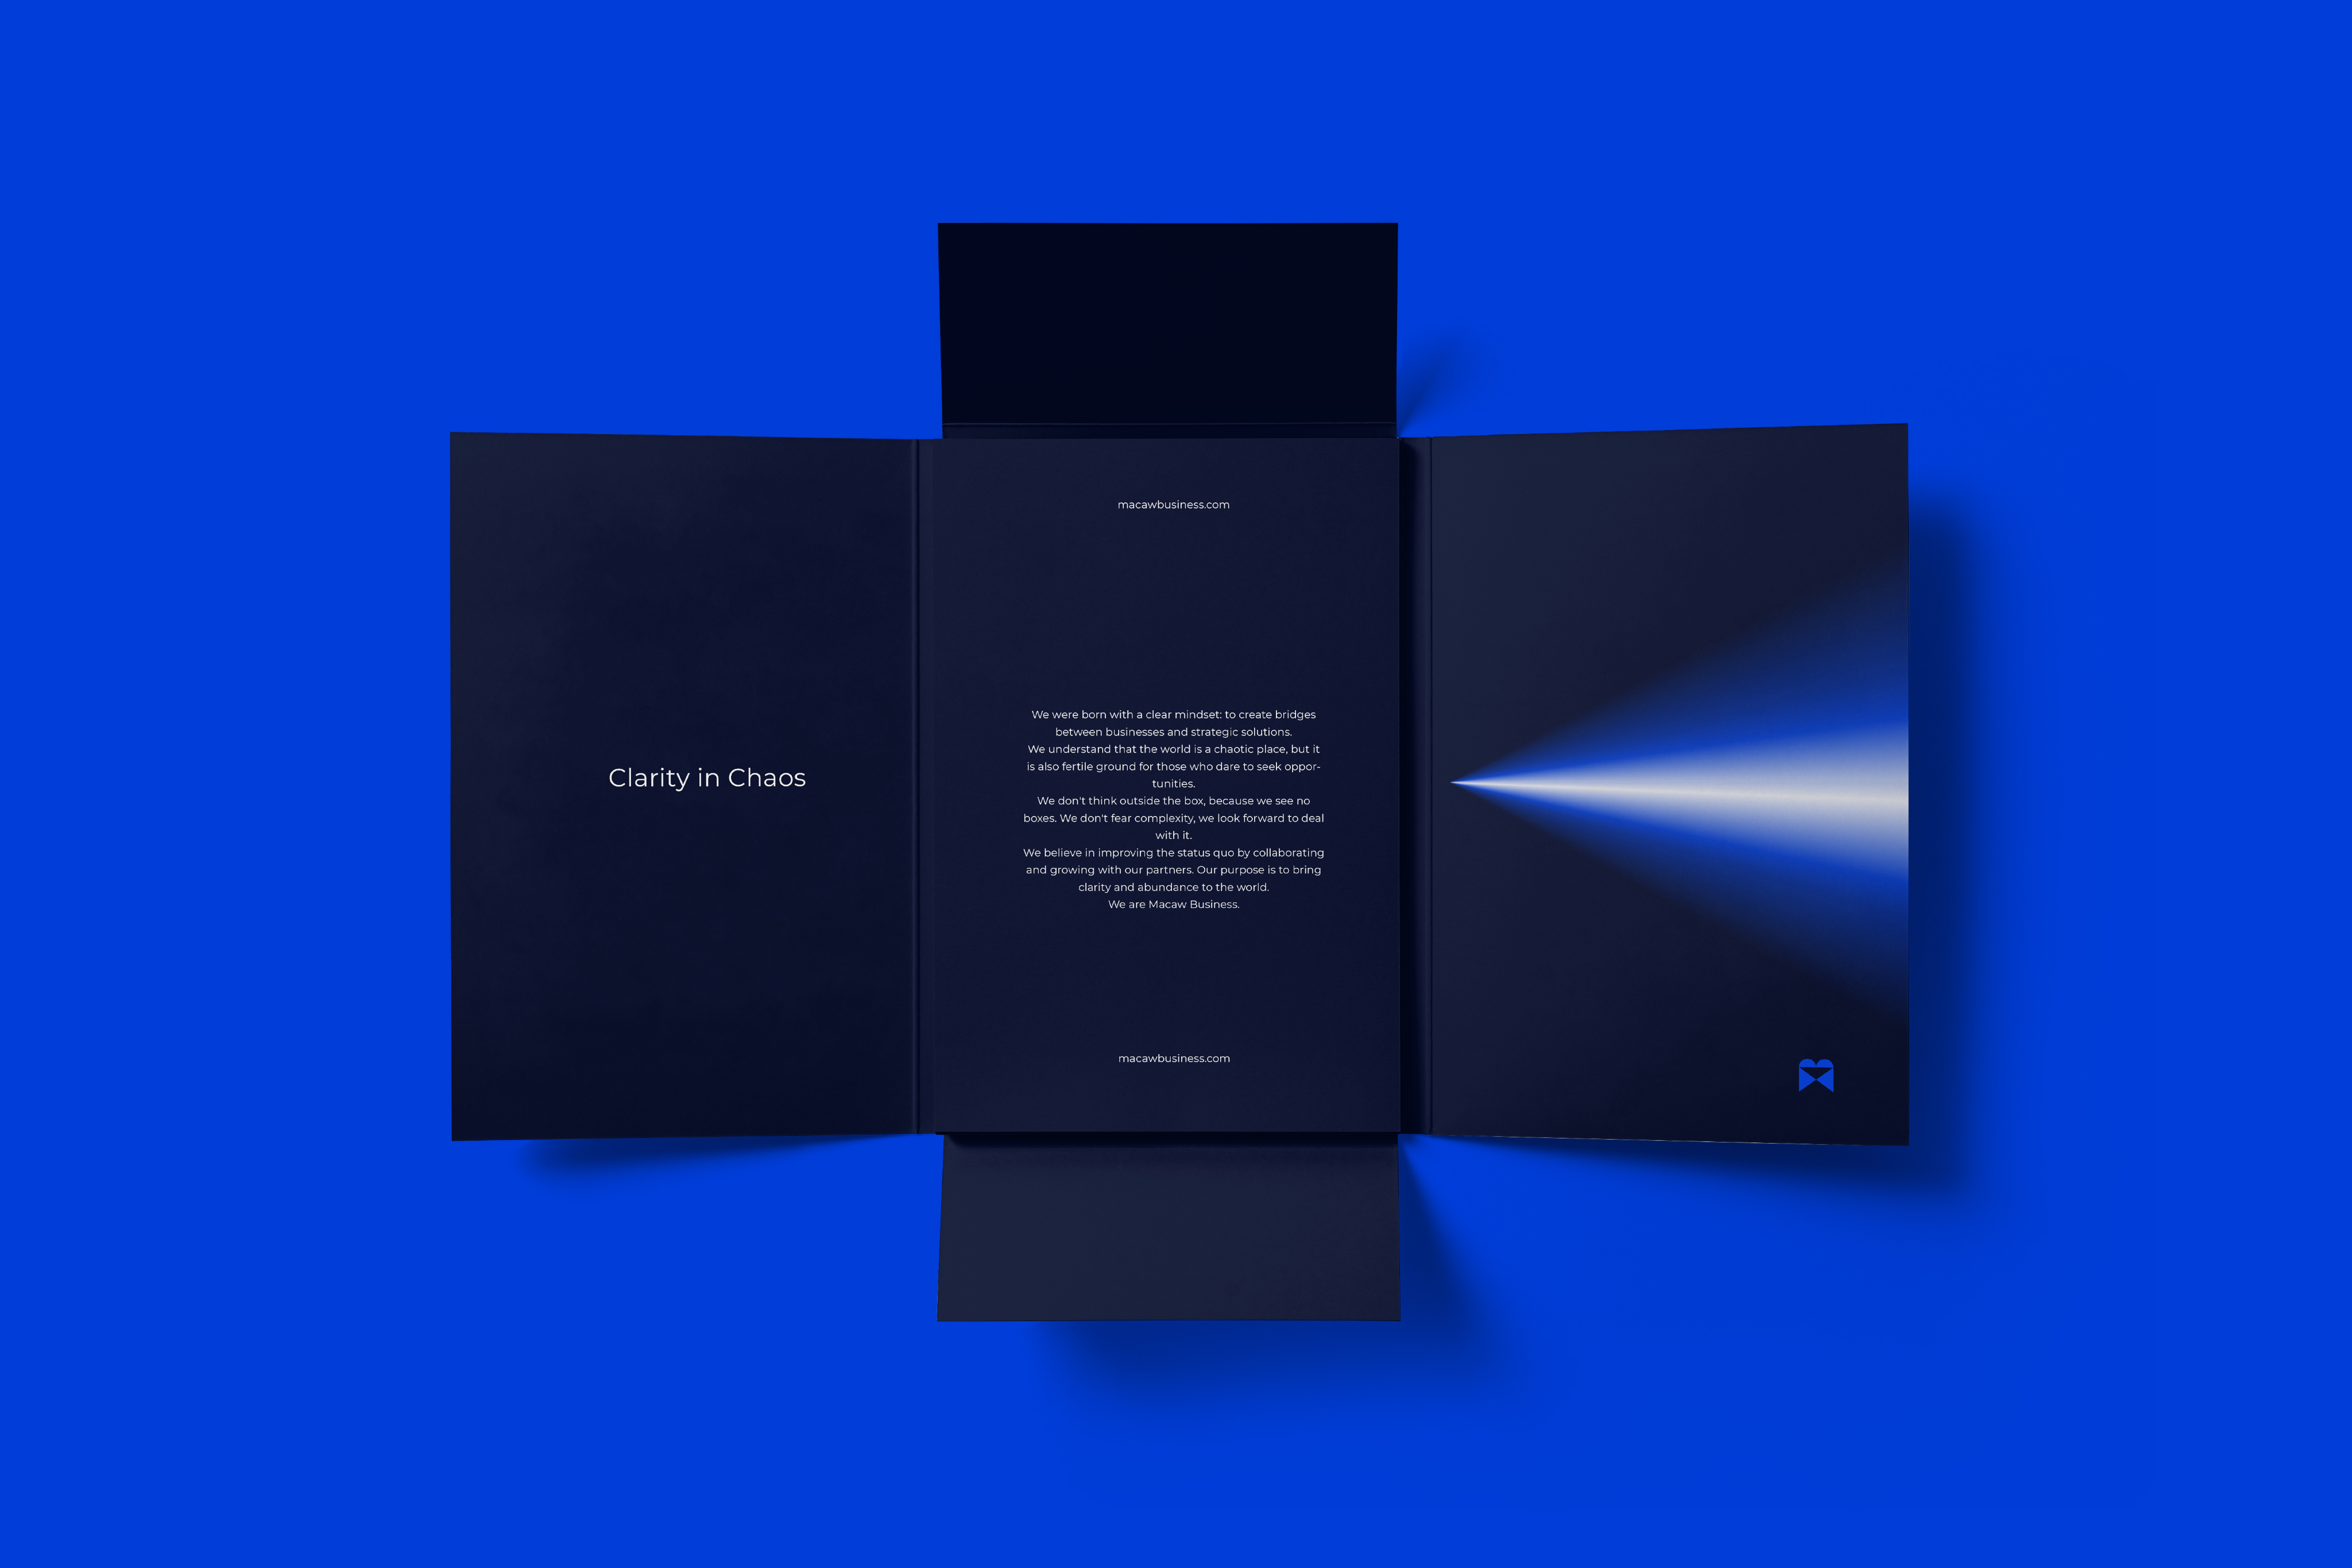 Clarity in Chaos
macawbusiness.com
We were born with a clear mindset: to create bridges
between businesses and strategic solutions.
We understand that the world is a chaotic place, but it
is also fertile ground for those who dare to seek oppor-
tunities.
We don't think outside the box, because we see no
boxes. We don't fear complexity, we look forward to deal
with it.
We believe in improving the status quo by collaborating
and growing with our partners. Our purpose is to bring
clarity and abundance to the world.
We are Macaw Business.
macawbusiness.com